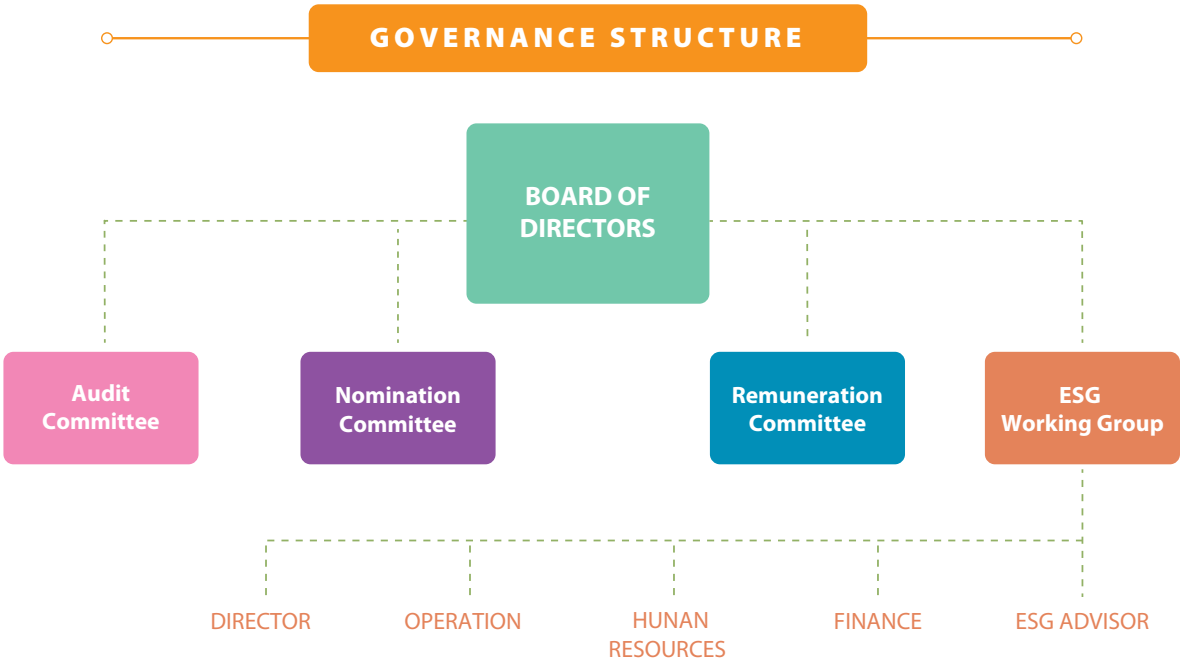 GOVERNANCE STRUCTURE
BOARD OF
DIRECTORS
Audit
Committee
Nomination
Committee
Remuneration
Committee
ESG
Working Group
DIRECTOR
OPERATION
HUNAN
RESOURCES
FINANCE
ESG ADVISOR